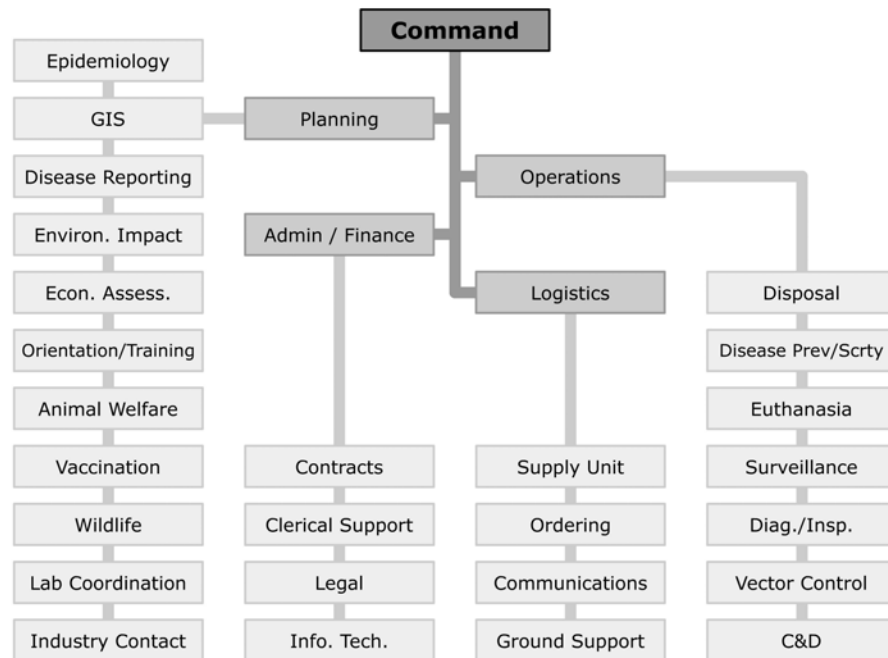 Command
Epidemiology
GIS
Planning
Disease Reporting
Operations
Environ. Impact
Admin / Finance
Econ. Assess.
Logistics
Disposal
Orientation/Training
Disease Prev/Scrty
Animal Welfare
Euthanasia
Vaccination
Contracts
Supply Unit
Surveillance
Wildlife
Clerical Support
Ordering
Diag./Insp.
Lab Coordination
Legal
Communications
Vector Control
Industry Contact
Info. Tech.
Ground Support
C&D